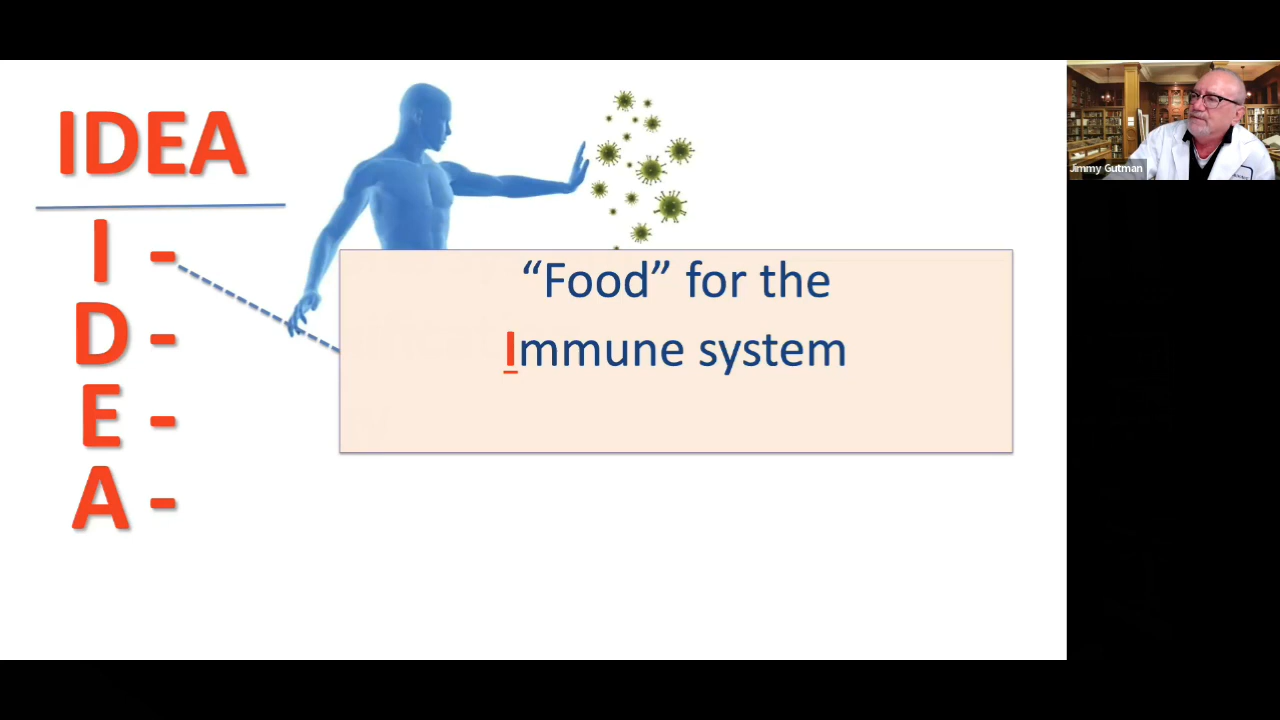 IDEA
I -
D -
E -
A -
“Food” for the
Immune system
Jimmy Gutman